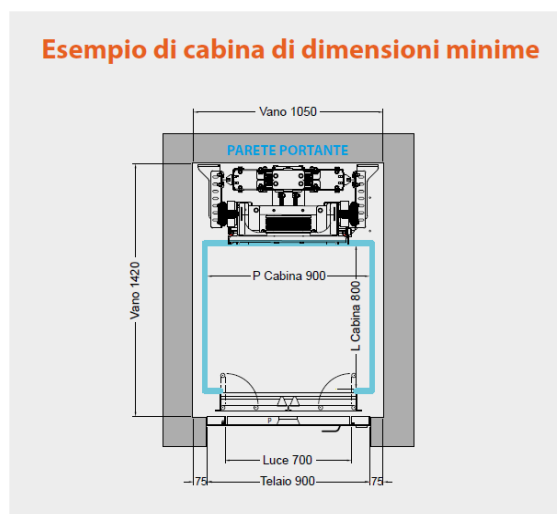 Esempio di cabina di dimensioni minime
Vano 1050
PARETE PORTANTE
Vano 1420
P Cabina 900
L Cabina 800
P
Luce 700
75
Telaio 900
75